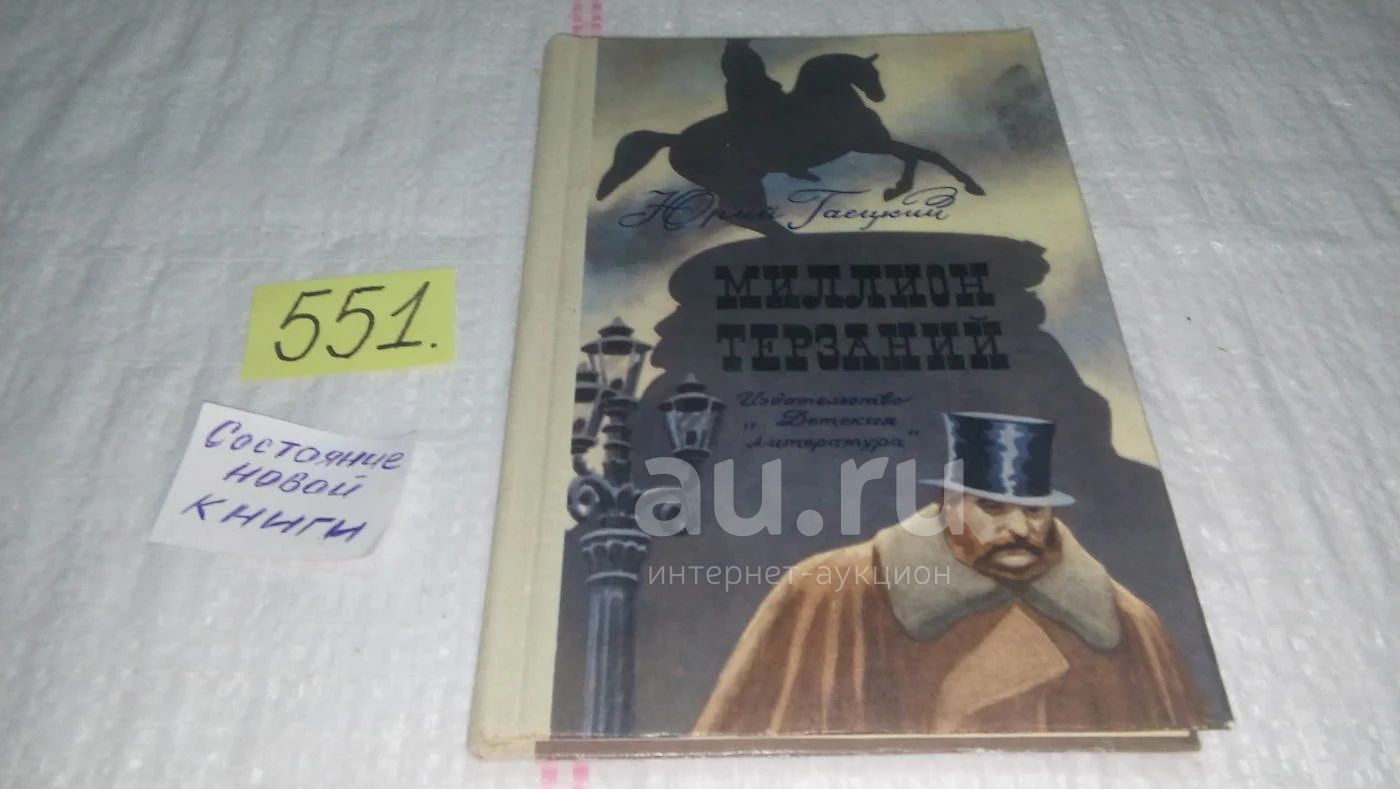 Юрий Гаецкий
МИЛЛИОН
ТЕРЗАНИЙ
Издательство
„Детская
литература"
551.
Состояние
новой
книги
au.ru
интернет-аукцион